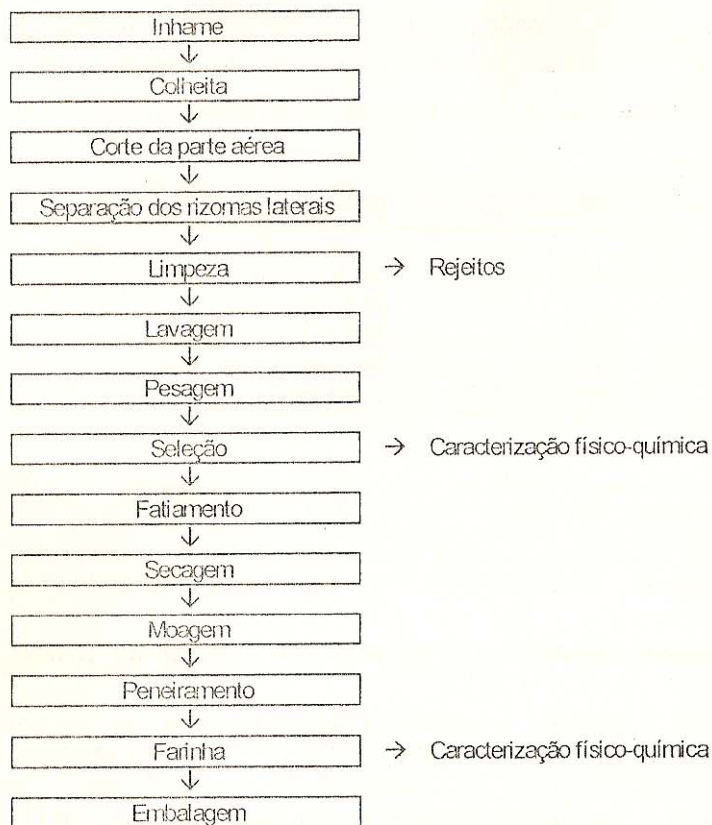 Inhame
Colheita
Corte da parte aérea
Separação dos rizomas laterais
Limpeza → Rejeitos
Lavagem
Pesagem
Seleção → Caracterização físico-química
Fatiamento
Secagem
Moagem
Peneiramento
Farinha → Caracterização físico-química
Embalagem